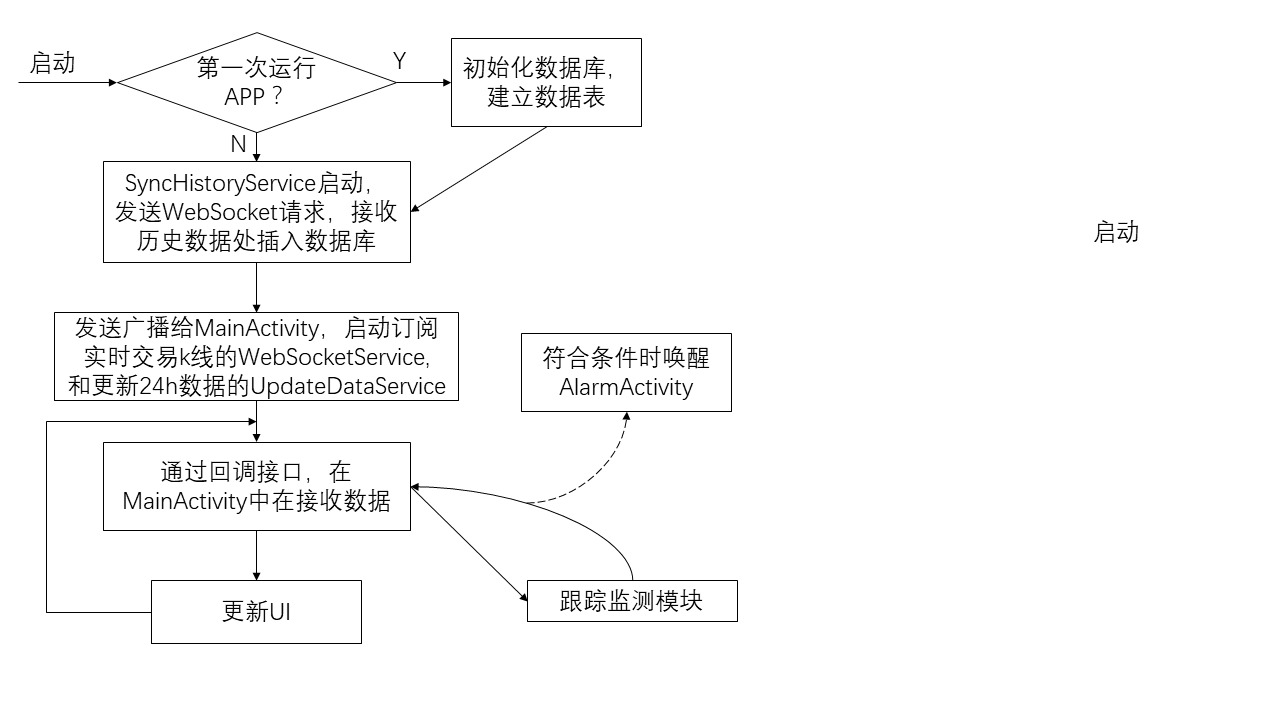 启动
第一次运行
APP？
Y
初始化数据库，
建立数据表
N
SyncHistoryService启动，
发送WebSocket请求，接收
历史数据处插入数据库
启动
发送广播给MainActivity，启动订阅
实时交易k线的WebSocketService,
和更新24h数据的UpdateDataService
符合条件时唤醒
AlarmActivity
通过回调接口，在
MainActivity中在接收数据
更新UI
跟踪监测模块